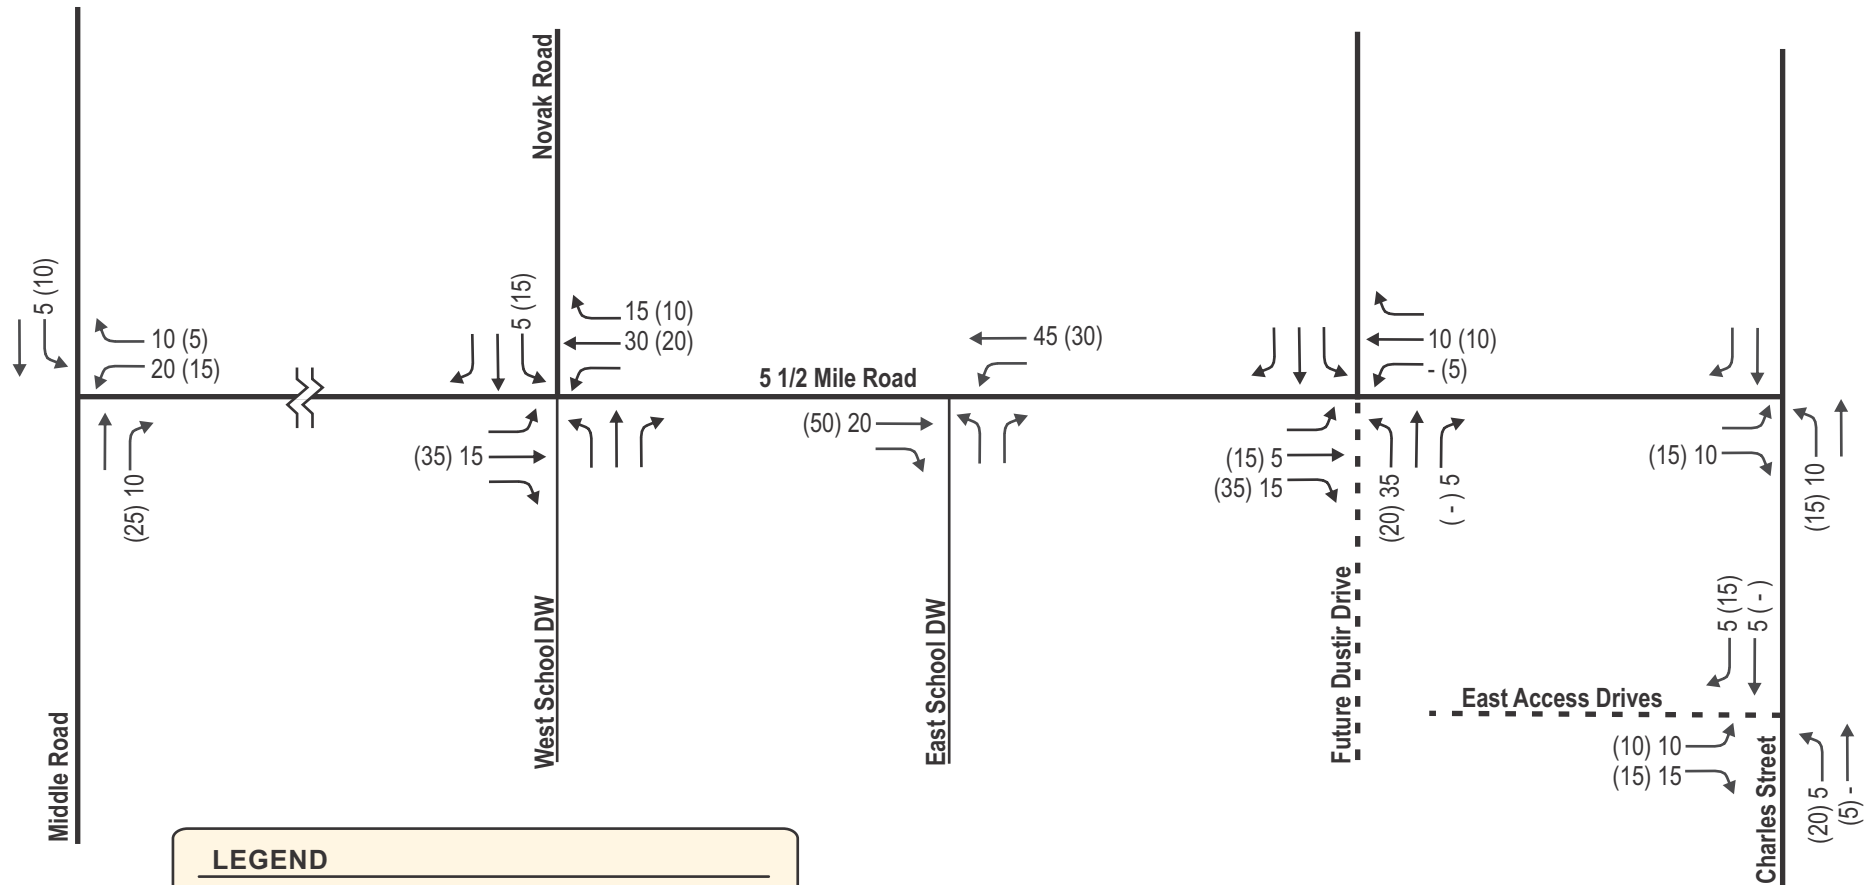 Novak Road
5 (10)
10 (5)
20 (15)
(25) 10
5 (15)
15 (10)
30 (20)
(35) 15
5 1/2 Mile Road
45 (30)
(50) 20
10 (10)
- (5)
(15) 5
(35) 15
(20) 35
( - ) 5
(15) 10
(15) 10
Middle Road
West School DW
East School DW
Future Dustir Drive
East Access Drives
5 (15)
5 ( - )
(10) 10
(15) 15
(20) 5
(5) -
Charles Street
LEGEND